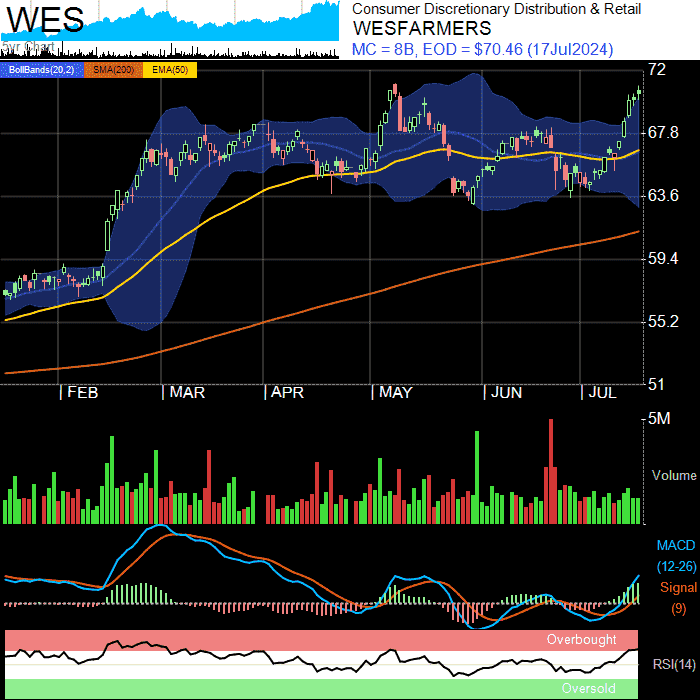 WES
5yr Chart
Consumer Discretionary Distribution & Retail
WESFARMERS
MC = 8B, EOD = $70.46 (17Jul2024)
BollBands(20,2) SMA(200) EMA(50)
72
67.8
63.6
59.4
55.2
51
FEB MAR APR MAY JUN JUL
5M
Volume
MACD
(12-26)
Signal
(9)
Overbought
RSI(14)
Oversold